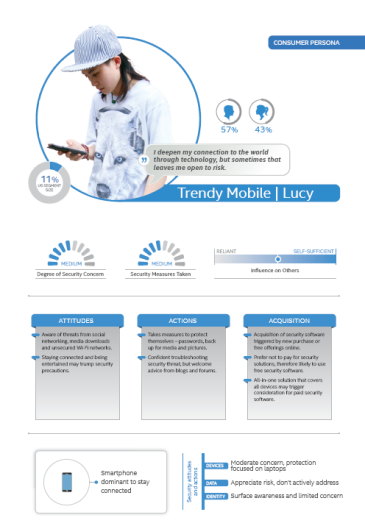 CONSUMER PERSONA
57%
43%
I deepen my connection to the world
through technology, but sometimes that
leaves me open to risk.
11%
US SEGMENT
SIZE
Trendy Mobile | Lucy
MEDIUM
Degree of Security Concern
MEDIUM
Security Measures Taken
RELIANT
SELF-SUFFICIENT
Influence on Others
ATTITUDES
Aware of threats from social
networking, media downloads
and unsecured Wi-Fi networks.
Staying connected and being
entertained may trump security
precautions.
ACTIONS
Takes measures to protect
themselves – passwords, back
up for media and pictures.
Confident troubleshooting
security threat, but welcome
advice from blogs and forums.
ACQUISITION
Acquisition of security software
triggered by new purchase or
free offerings online.
Prefer not to pay for security
solutions, therefore likely to use
free security software.
All-in-one solution that covers
all devices may trigger
consideration for paid security
software.
Smartphone
dominant to stay
connected
Security attitudes
and actions
DEVICES
Moderate concern, protection
focused on laptops
DATA
Appreciate risk, don't actively address
IDENTITY
Surface awareness and limited concern